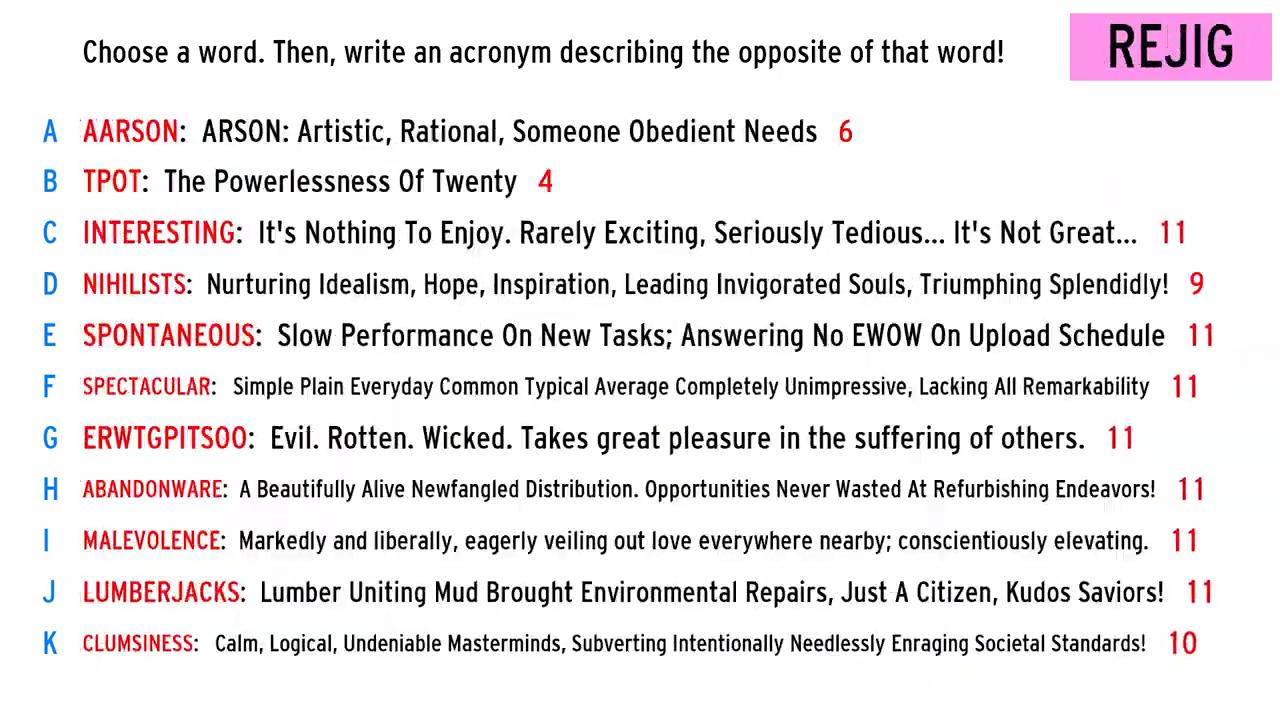 Choose a word. Then, write an acronym describing the opposite of that word!
REJIG
A AARSON: ARSON: Artistic, Rational, Someone Obedient Needs 6
B TPOT: The Powerlessness Of Twenty 4
C INTERESTING: It's Nothing To Enjoy. Rarely Exciting, Seriously Tedious... It's Not Great... 11
D NIHILISTS: Nurturing Idealism, Hope, Inspiration, Leading Invigorated Souls, Triumphing Splendidly! 9
E SPONTANEOUS: Slow Performance On New Tasks; Answering No EWOW On Upload Schedule 11
F SPECTACULAR: Simple Plain Everyday Common Typical Average Completely Unimpressive, Lacking All Remarkability 11
G ERWTGPITSOO: Evil. Rotten. Wicked. Takes great pleasure in the suffering of others. 11
H ABANDONWARE: A Beautifully Alive Newfangled Distribution. Opportunities Never Wasted At Refurbishing Endeavors! 11
I MALEVOLENCE: Markedly and liberally, eagerly veiling out love everywhere nearby; conscientiously elevating. 11
J LUMBERJACKS: Lumber Uniting Mud Brought Environmental Repairs, Just A Citizen, Kudos Saviors! 11
K CLUMSINESS: Calm, Logical, Undeniable Masterminds, Subverting Intentionally Needlessly Enraging Societal Standards! 10